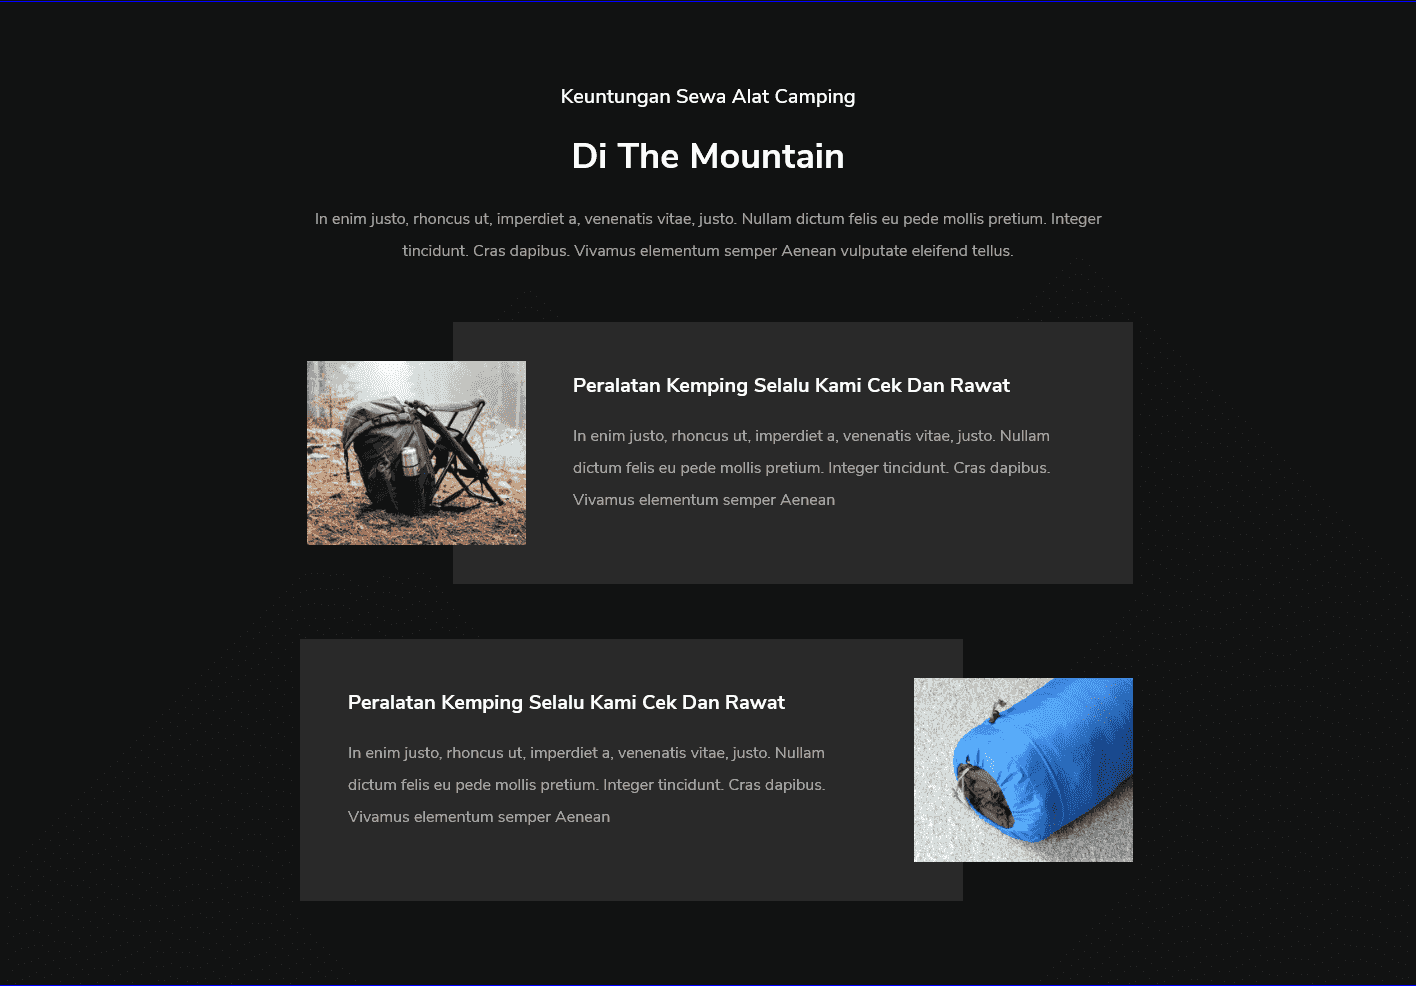 Keuntungan Sewa Alat Camping
Di The Mountain
In enim justo, rhoncus ut, imperdiet a, venenatis vitae, justo. Nullam dictum felis eu pede mollis pretium. Integer
tincidunt. Cras dapibus. Vivamus elementum semper Aenean vulputate eleifend tellus.
Peralatan Kemping Selalu Kami Cek Dan Rawat
In enim justo, rhoncus ut, imperdiet a, venenatis vitae, justo. Nullam
dictum felis eu pede mollis pretium. Integer tincidunt. Cras dapibus.
Vivamus elementum semper Aenean
Peralatan Kemping Selalu Kami Cek Dan Rawat
In enim justo, rhoncus ut, imperdiet a, venenatis vitae, justo. Nullam
dictum felis eu pede mollis pretium. Integer tincidunt. Cras dapibus.
Vivamus elementum semper Aenean